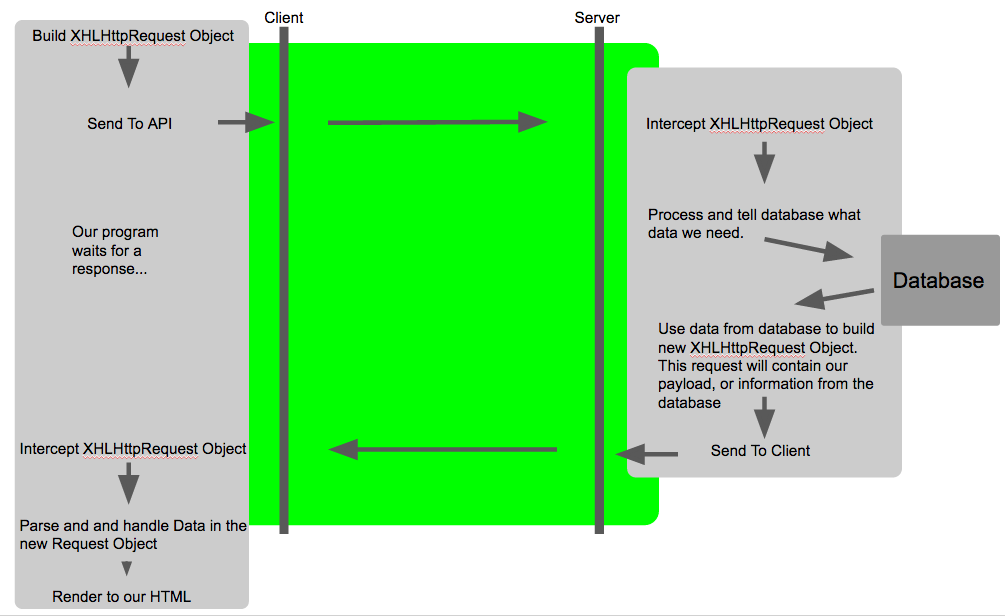 Client
Server
Build XHLHttpRequest Object
Send To API
Our program
waits for a
response...
Intercept XHLHttpRequest Object
Parse and and handle Data in the
new Request Object
Render to our HTML
Intercept XHLHttpRequest Object
Process and tell database what
data we need.
Database
Use data from database to build
new XHLHttpRequest Object.
This request will contain our
payload, or information from the
database
Send To Client